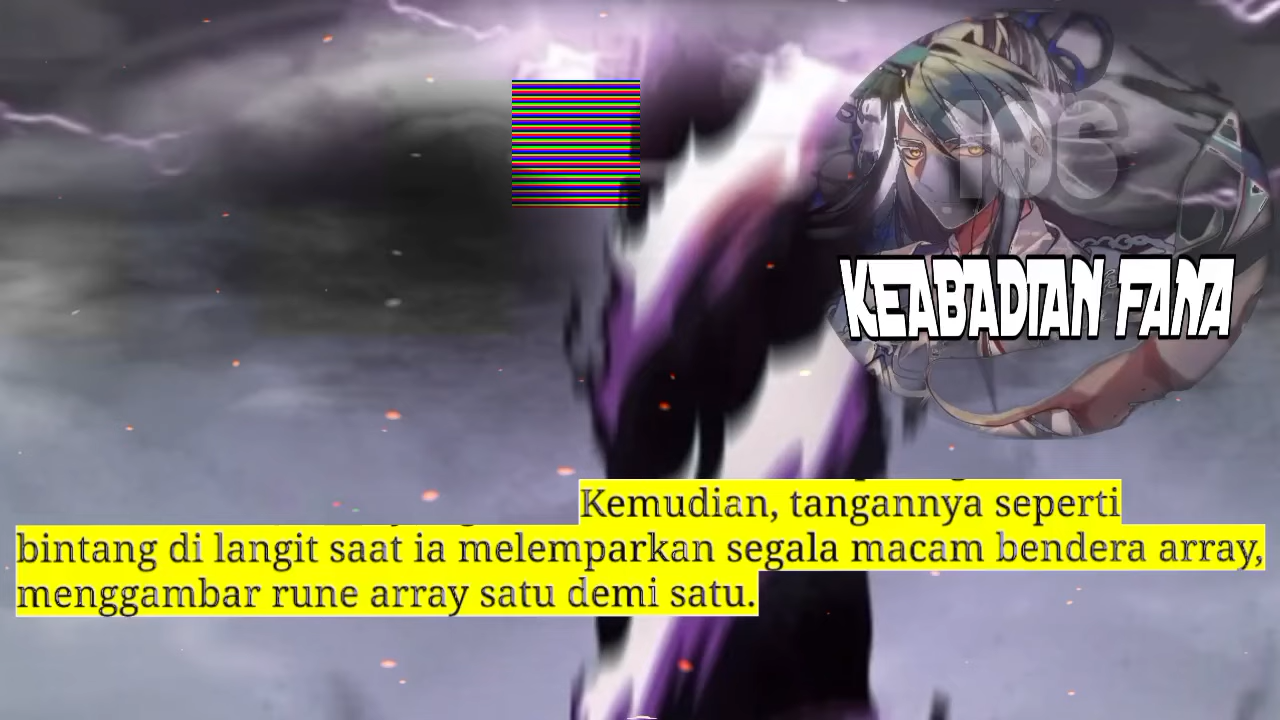 106
KEABADIAN FANA
Kemudian, tangannya seperti
bintang di langit saat ia melemparkan segala macam bendera array,
menggambar rune array satu demi satu.